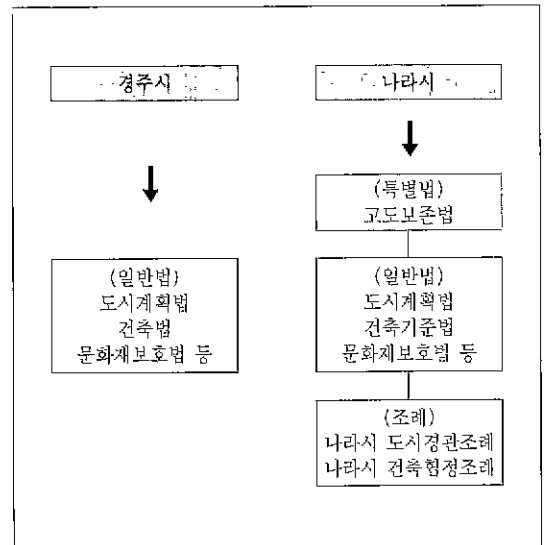 경주시
나라시
(특별법)
고도보존법
(일반법)
도시계획법
건축법
문화재보호법 등
(일반법)
도시계획법
건축기준법
문화재보호법 등
(조례)
나라시 도시경관조례
나라시 건축협정조례